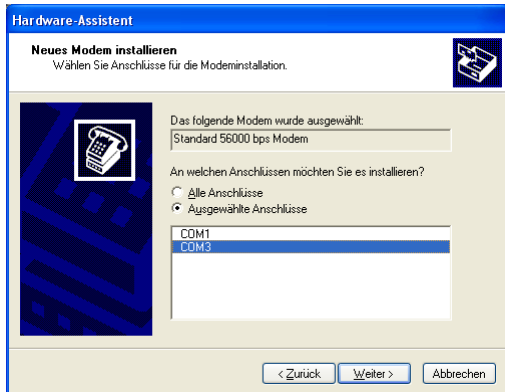 Hardware-Assistent
Neues Modem installieren
Wählen Sie Anschlüsse für die Modeminstallation.
Das folgende Modem wurde ausgewählt:
Standard 56000 bps Modem
An welchen Anschlüssen möchten Sie es installieren?
Alle Anschlüsse
Ausgewählte Anschlüsse
COM1
COM3
< Zurück Weiter > Abbrechen